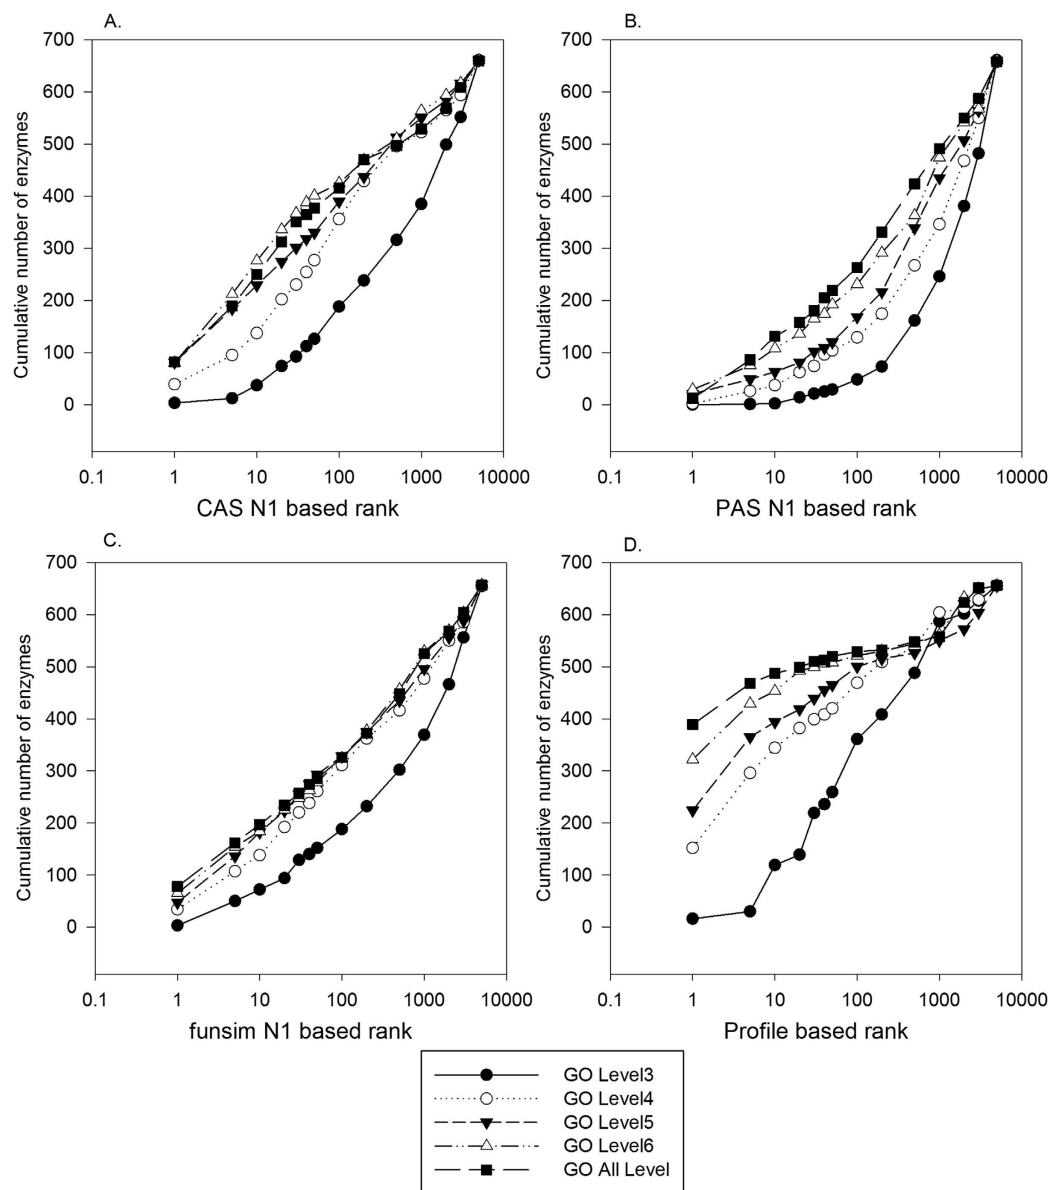 A.
700
600
500
400
300
200
100
0
Cumulative number of enzymes
0.1 1 10 100 1000 10000
CAS N1 based rank
B.
700
600
500
400
300
200
100
0
Cumulative number of enzymes
0.1 1 10 100 1000 10000
PAS N1 based rank
C.
700
600
500
400
300
200
100
0
Cumulative number of enzymes
0.1 1 10 100 1000 10000
funsim N1 based rank
D.
700
600
500
400
300
200
100
0
Cumulative number of enzymes
0.1 1 10 100 1000 10000
Profile based rank
GO Level3
GO Level4
GO Level5
GO Level6
GO All Level